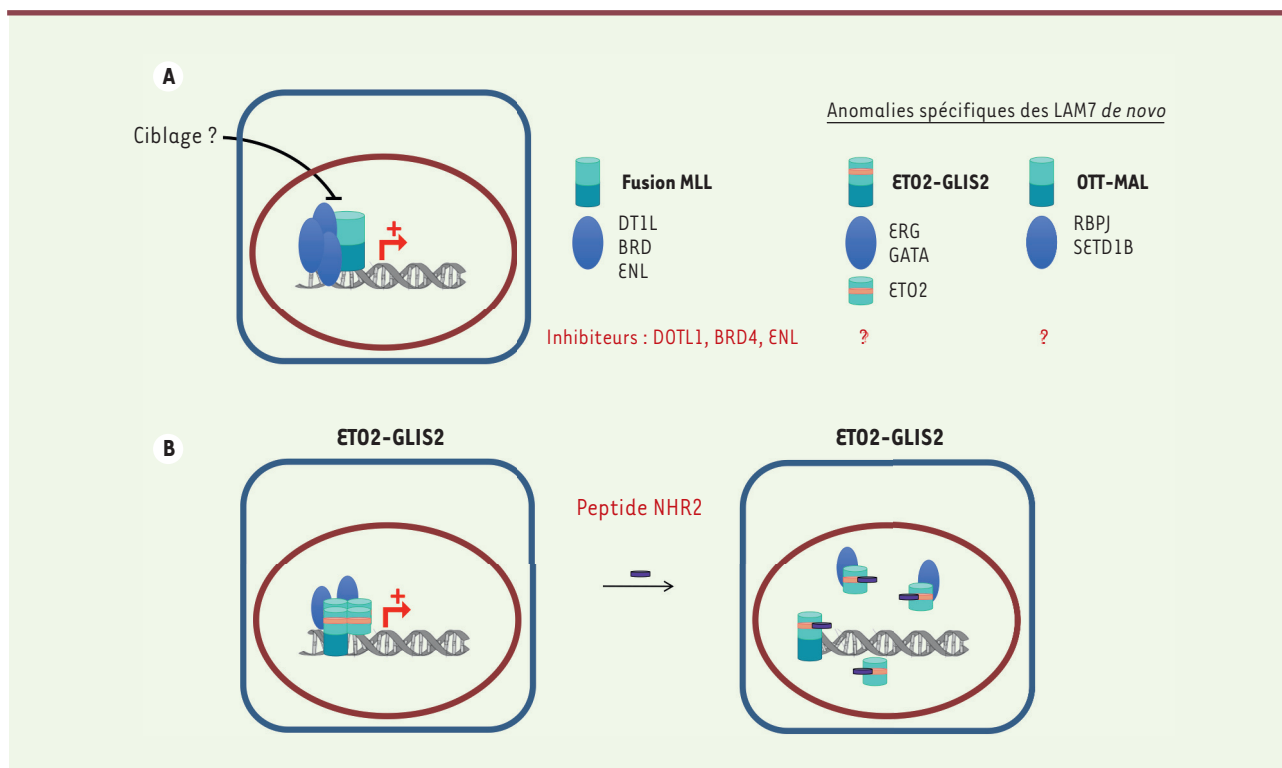 A
Ciblage ?
+
Anomalies spécifiques des LAM7 de novo
Fusion MLL
DT1L
BRD
ENL
ETO2-GLIS2
ERG
GATA
ETO2
OTT-MAL
RBPJ
SETD1B
Inhibiteurs : DOTL1, BRD4, ENL
?
?
B
ETO2-GLIS2
+
Peptide NHR2
ETO2-GLIS2